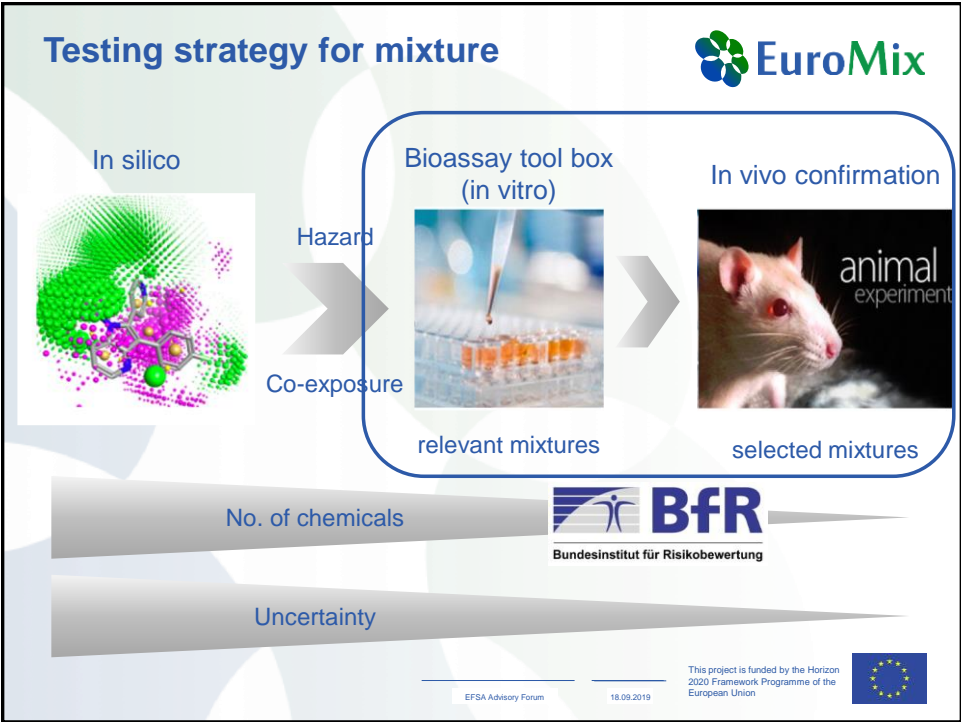 Testing strategy for mixture
EuroMix
In silico
Bioassay tool box
(in vitro)
In vivo confirmation
Hazard
animal
experiment
Co-exposure
relevant mixtures
selected mixtures
No. of chemicals
BfR
Bundesinstitut für Risikobewertung
Uncertainty
EFSA Advisory Forum
18.09.2019
This project is funded by the Horizon
2020 Framework Programme of the
European Union